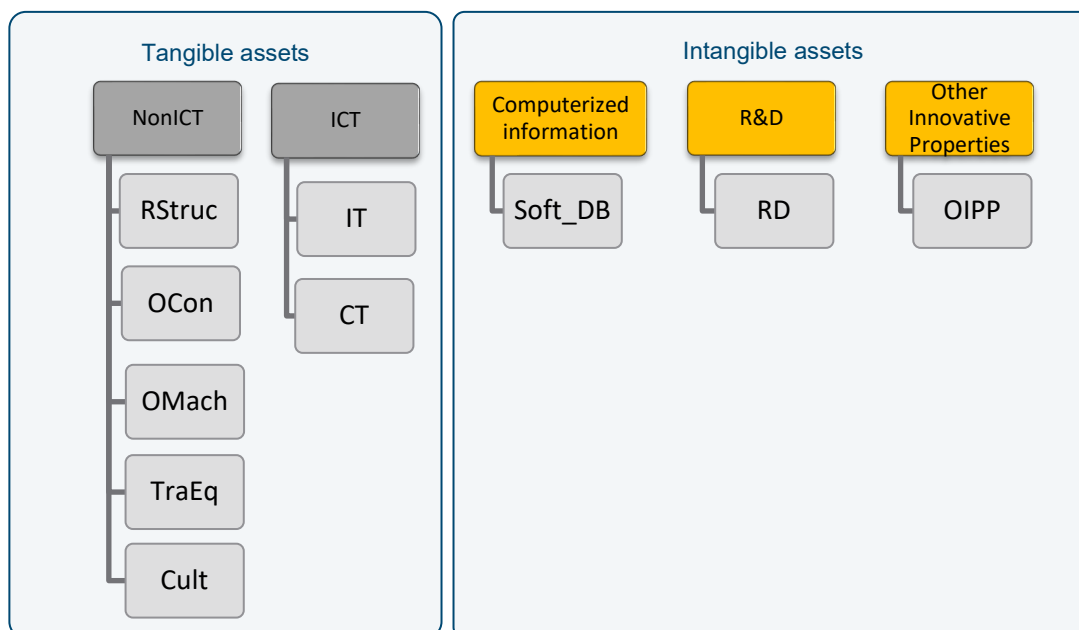 Tangible assets
NonICT
ICT
RStruc
IT
OCon
CT
OMach
TraEq
Cult
Intangible assets
Computerized
information
R&D
Other
Innovative
Properties
Soft_DB
RD
OIPP